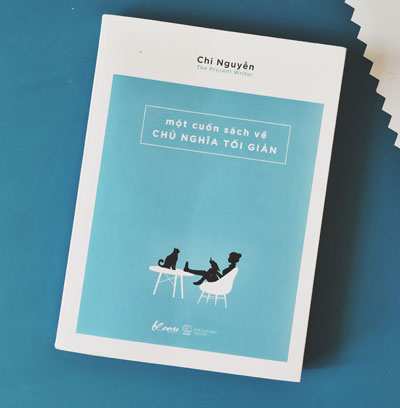 Chi Nguyễn
The Present Writer
một cuốn sách về
CHỦ NGHĨA TỐI GIẢN